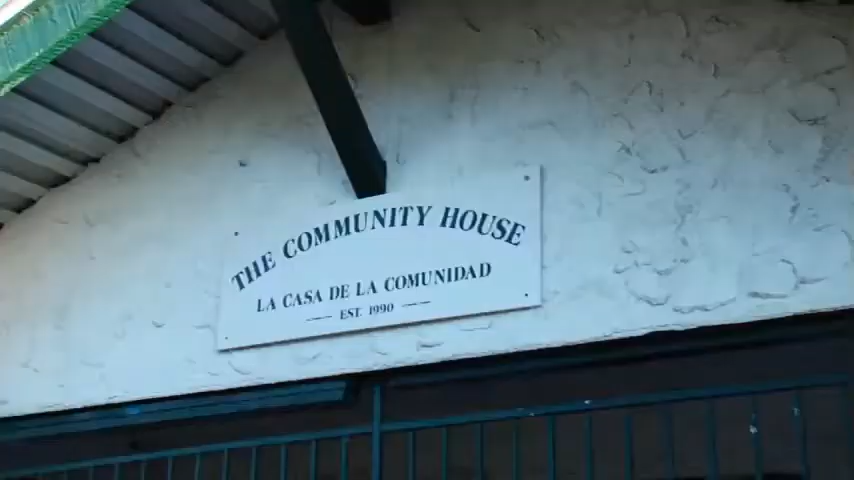 THE COMMUNITY HOUSE
LA CASA DE LA COMUNIDAD
— EST. 1990 —